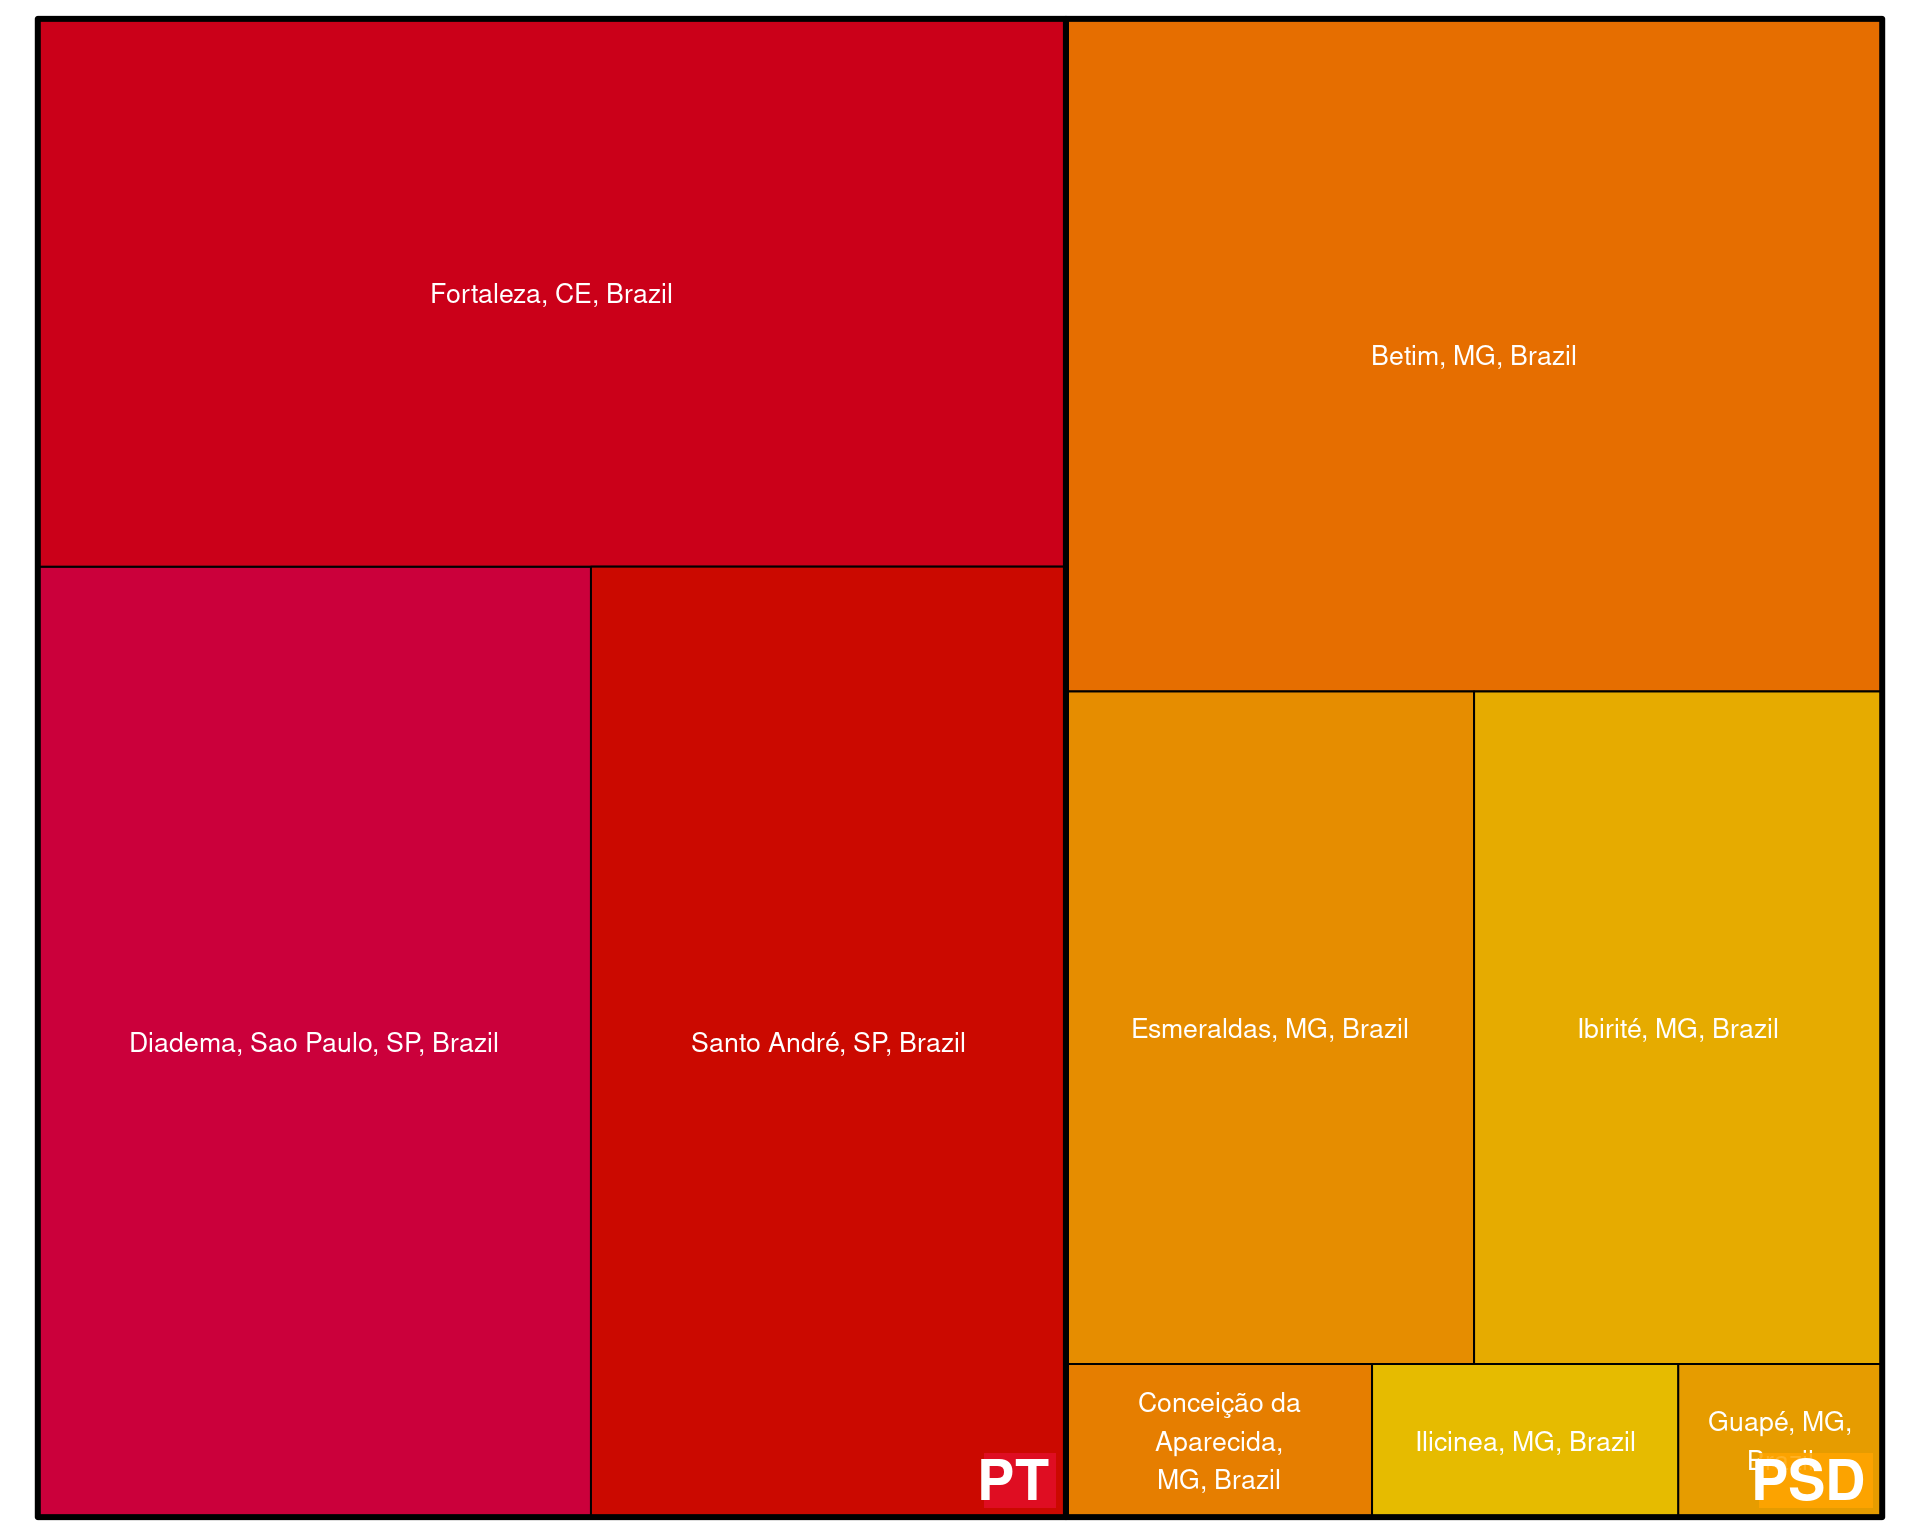 Fortaleza, CE, Brazil
Diadema, Sao Paulo, SP, Brazil
Santo André, SP, Brazil
PT
Betim, MG, Brazil
Esmeraldas, MG, Brazil
Ibirité, MG, Brazil
Conceição da
Aparecida,
MG, Brazil
Ilicinea, MG, Brazil
Guapé, MG,
PSD